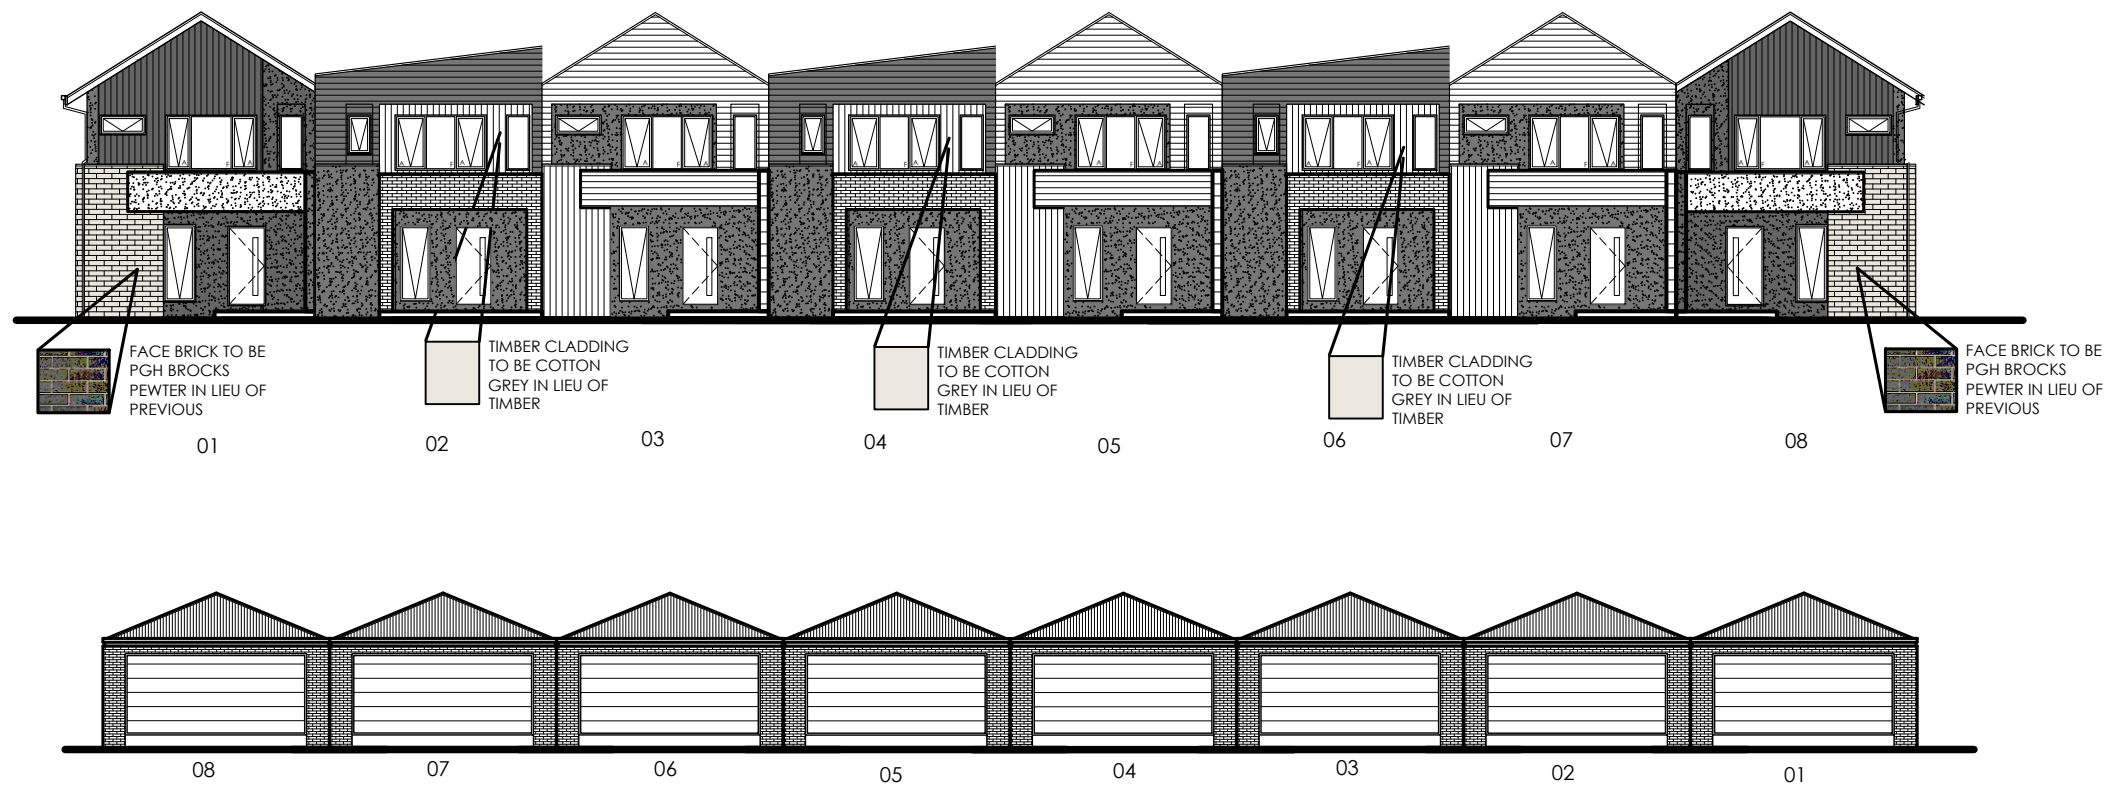 FACE BRICK TO BE
PGH BROCKS
PEWTER IN LIEU OF
PREVIOUS
TIMBER CLADDING
TO BE COTTON
GREY IN LIEU OF
TIMBER
TIMBER CLADDING
TO BE COTTON
GREY IN LIEU OF
TIMBER
TIMBER CLADDING
TO BE COTTON
GREY IN LIEU OF
TIMBER
FACE BRICK TO BE
PGH BROCKS
PEWTER IN LIEU OF
PREVIOUS
01
02
03
04
05
06
07
08
08
07
06
05
04
03
02
01